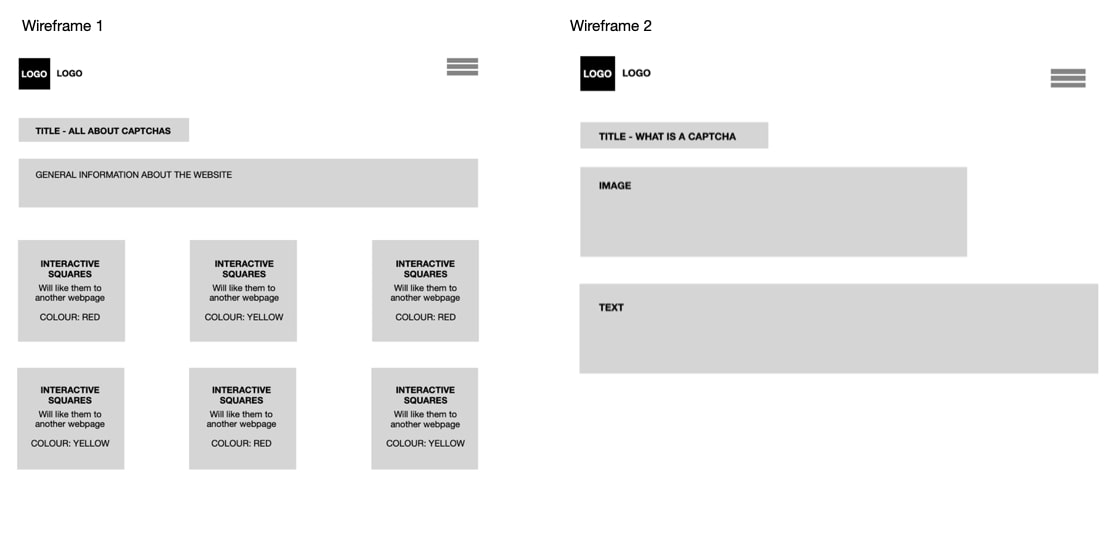 Wireframe 1
LOGO LOGO
TITLE - ALL ABOUT CAPTCHAS
GENERAL INFORMATION ABOUT THE WEBSITE
INTERACTIVE
SQUARES
Will like them to
another webpage
COLOUR: RED
INTERACTIVE
SQUARES
Will like them to
another webpage
COLOUR: YELLOW
INTERACTIVE
SQUARES
Will like them to
another webpage
COLOUR: RED
INTERACTIVE
SQUARES
Will like them to
another webpage
COLOUR: YELLOW
INTERACTIVE
SQUARES
Will like them to
another webpage
COLOUR: RED
INTERACTIVE
SQUARES
Will like them to
another webpage
COLOUR: YELLOW
Wireframe 2
LOGO LOGO
TITLE - WHAT IS A CAPTCHA
IMAGE
TEXT